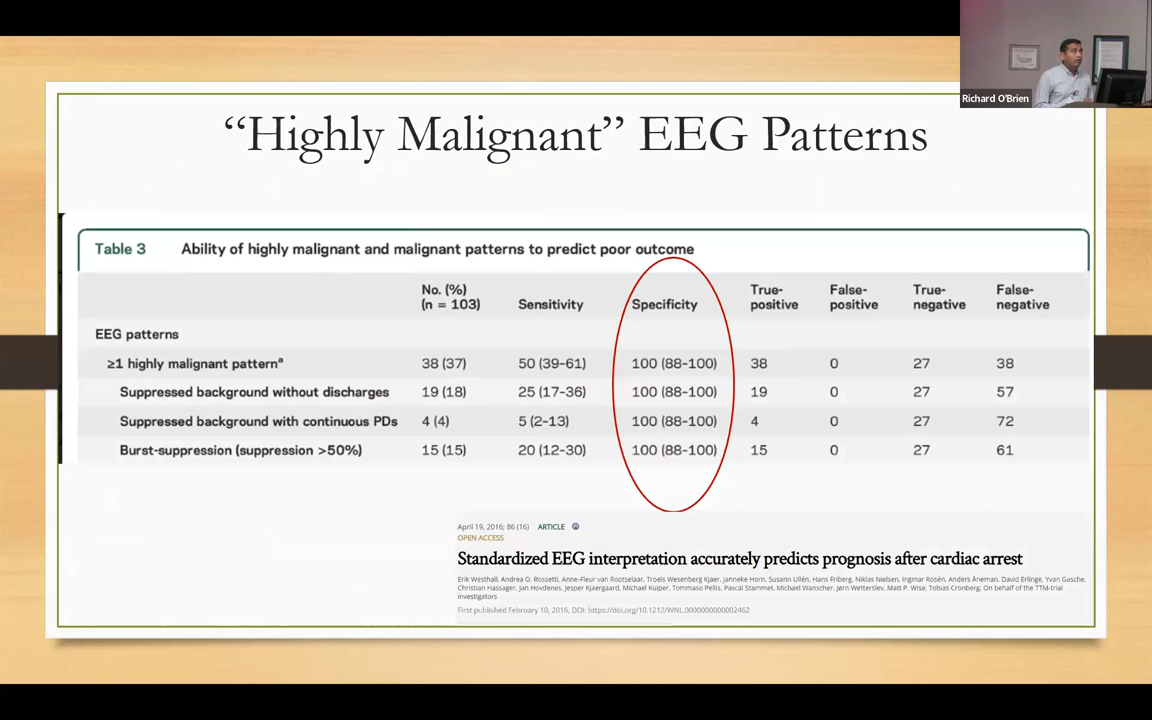 Richard O'Brien
“Highly Malignant” EEG Patterns
Table 3 Ability of highly malignant and malignant patterns to predict poor outcome
No. (%) (n = 103) Sensitivity Specificity True-positive False-positive True-negative False-negative
EEG patterns
≥1 highly malignant patternᵃ 38 (37) 50 (39–61) 100 (88–100) 38 0 27 38
Suppressed background without discharges 19 (18) 25 (17–36) 100 (88–100) 19 0 27 57
Suppressed background with continuous PDs 4 (4) 5 (2–13) 100 (88–100) 4 0 27 72
Burst-suppression (suppression >50%) 15 (15) 20 (12–30) 100 (88–100) 15 0 27 61
April 19, 2016; 86 (16) ARTICLE
OPEN ACCESS
Standardized EEG interpretation accurately predicts prognosis after cardiac arrest
Erik Westhall, Andrea O. Rossetti, Anne-Fleur van Rootselaar, Troels Wesenberg Kjaer, Janneke Horn, Susann Ullén, Hans Friberg, Niklas Nielsen, Ingmar Rosén, Anders Åneman, David Erlinge, Yvan Gasche,
Christian Hassager, Jan Hovdenes, Jesper Kjaergaard, Michael Kuiper, Tommaso Pellis, Pascal Stammet, Michael Wanscher, Jørn Wetterslev, Matt P. Wise, Tobias Cronberg, On behalf of the TTM-trial
investigators
First published February 10, 2016, DOI: https://doi.org/10.1212/WNL.0000000000002462